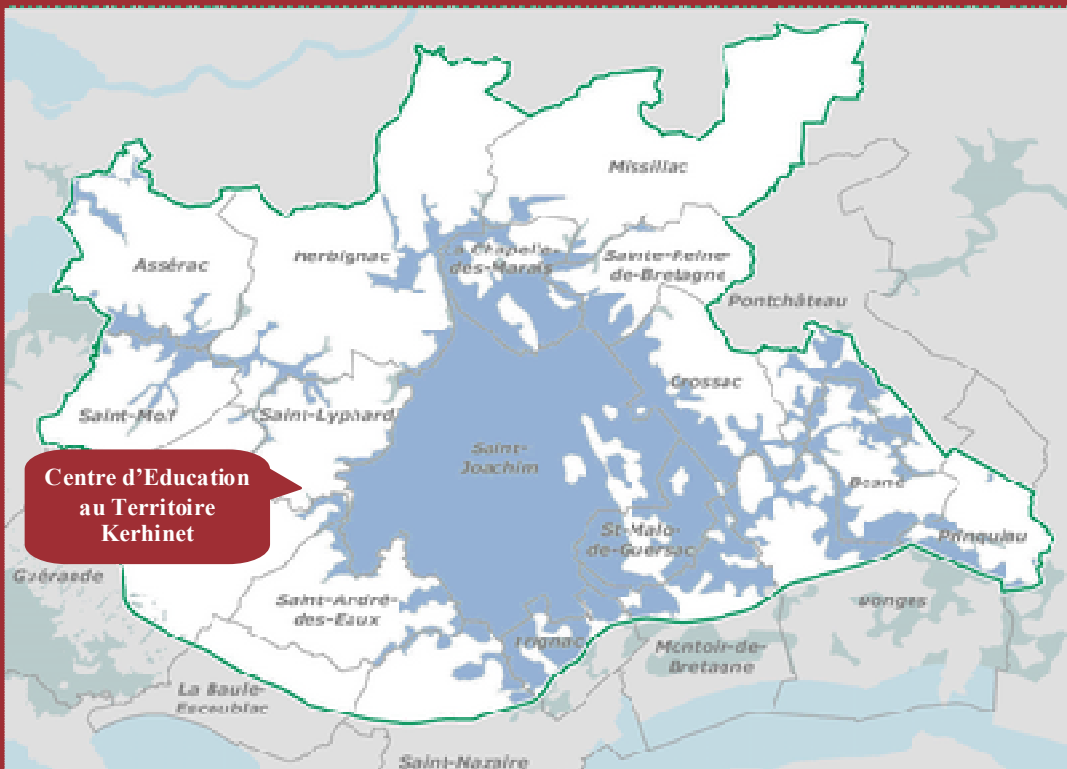 Missillac
Herbignac
La Chapelle-
des-Marais
Sainte-Reine-
de-Bretagne
Assérac
Pontchâteau
Crossac
Saint-Molf
Saint-Lyphard
Saint-
Joachim
Centre d'Education
au Territoire
Kerhinet
Besné
St-Malo-
de-Guersac
Prinquiau
Guérande
Saint-André-
des-Eaux
Donges
Trignac
Montoir-de-
Bretagne
La Baule-
Escoublac
Saint-Nazaire